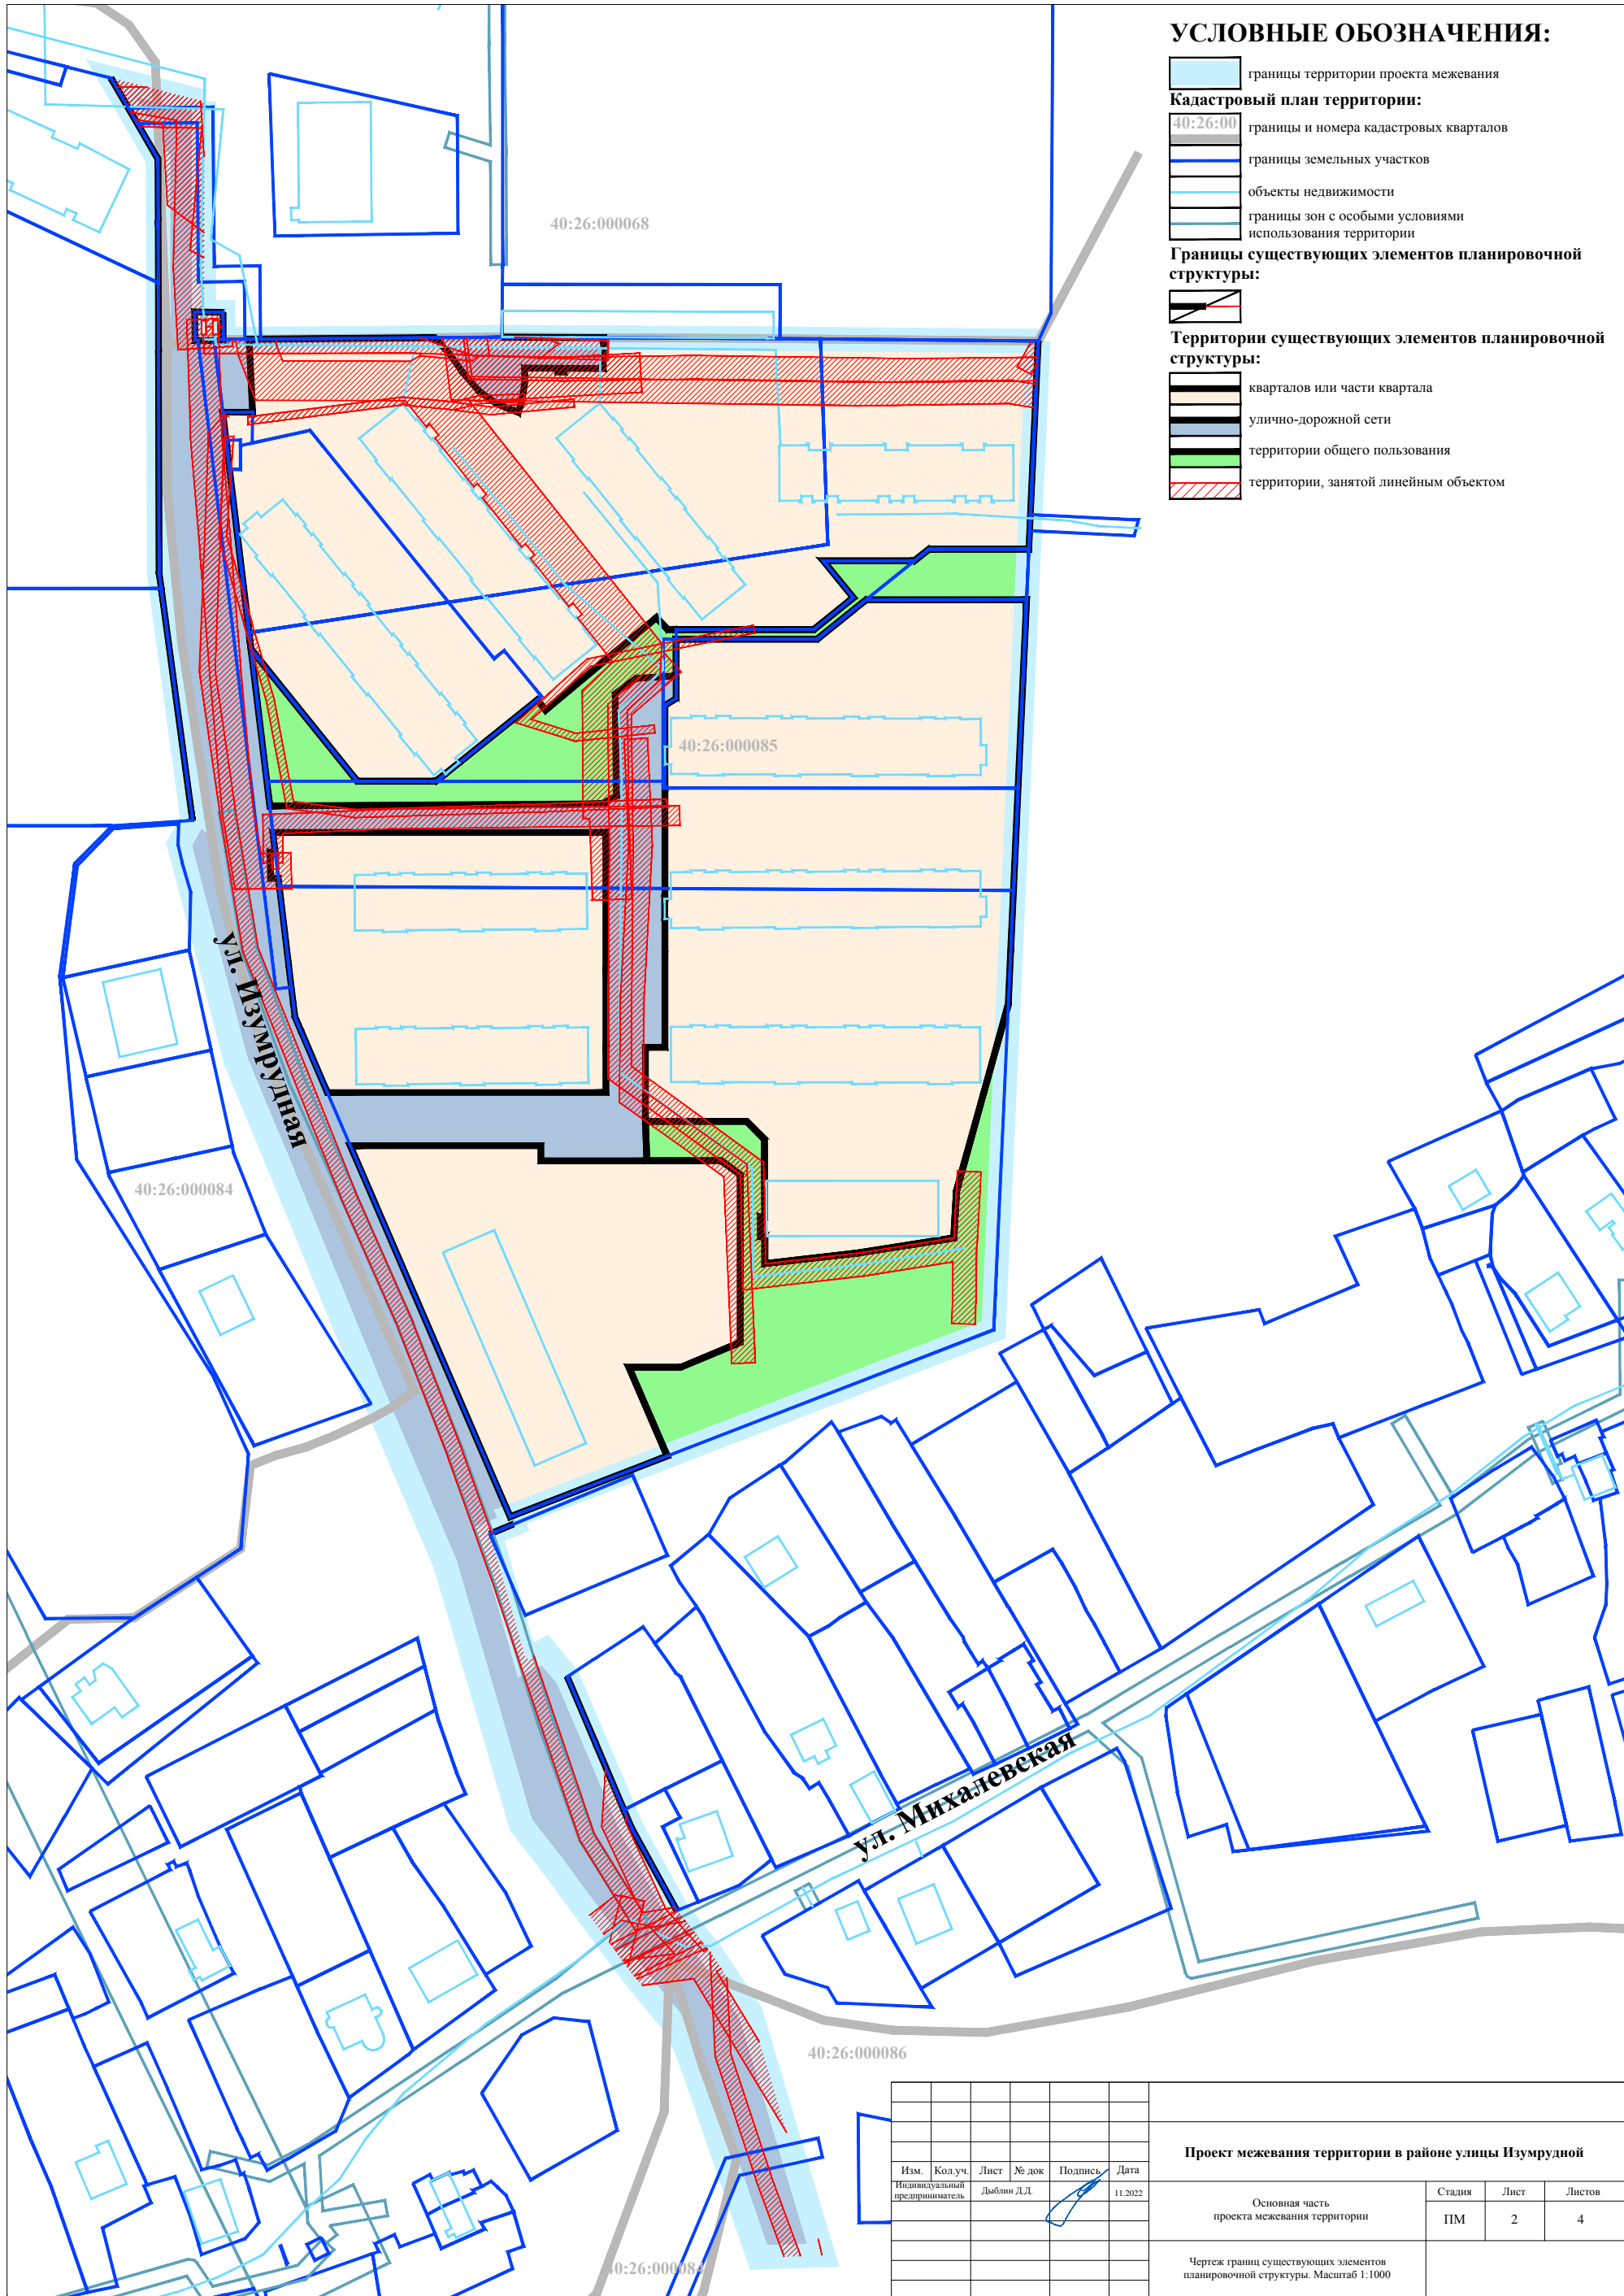 УСЛОВНЫЕ ОБОЗНАЧЕНИЯ:
границы территории проекта межевания
Кадастровый план территории:
40:26:00
границы и номера кадастровых кварталов
границы земельных участков
объекты недвижимости
границы зон с особыми условиями
использования территории
Границы существующих элементов планировочной
структуры:
Территории существующих элементов планировочной
структуры:
кварталов или части квартала
улично-дорожной сети
территории общего пользования
территории, занятой линейным объектом
40:26:000068
40:26:000085
ул. Изумрудная
40:26:000084
ул. Михалевская
40:26:000086
40:26:000084
Проект межевания территории в районе улицы Изумрудной
Изм. Кол.уч. Лист № док Подпись Дата
Индивидуальный
предприниматель
Дыблин Д.Д.
11.2022
Основная часть
проекта межевания территории
Стадия Лист Листов
ПМ 2 4
Чертеж границ существующих элементов
планировочной структуры. Масштаб 1:1000